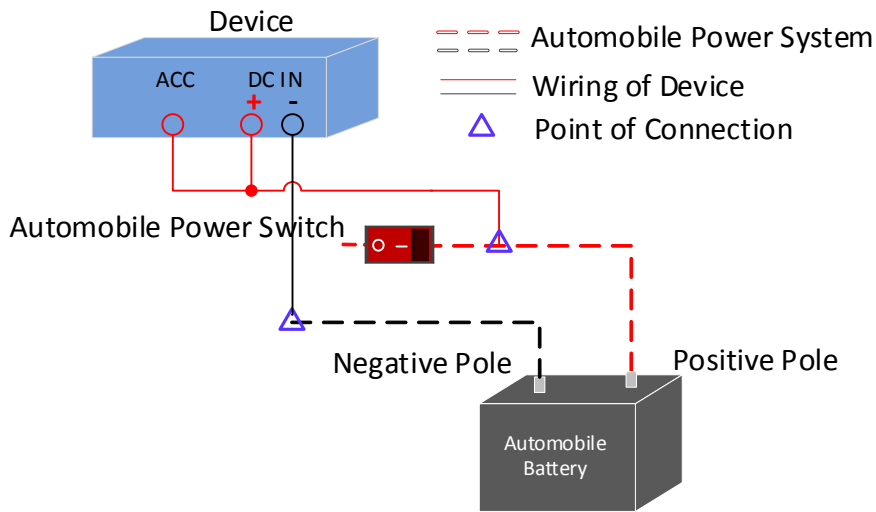 Device
ACC DC IN
+ -
Automobile Power System
Wiring of Device
Point of Connection
Automobile Power Switch
Negative Pole
Positive Pole
Automobile
Battery